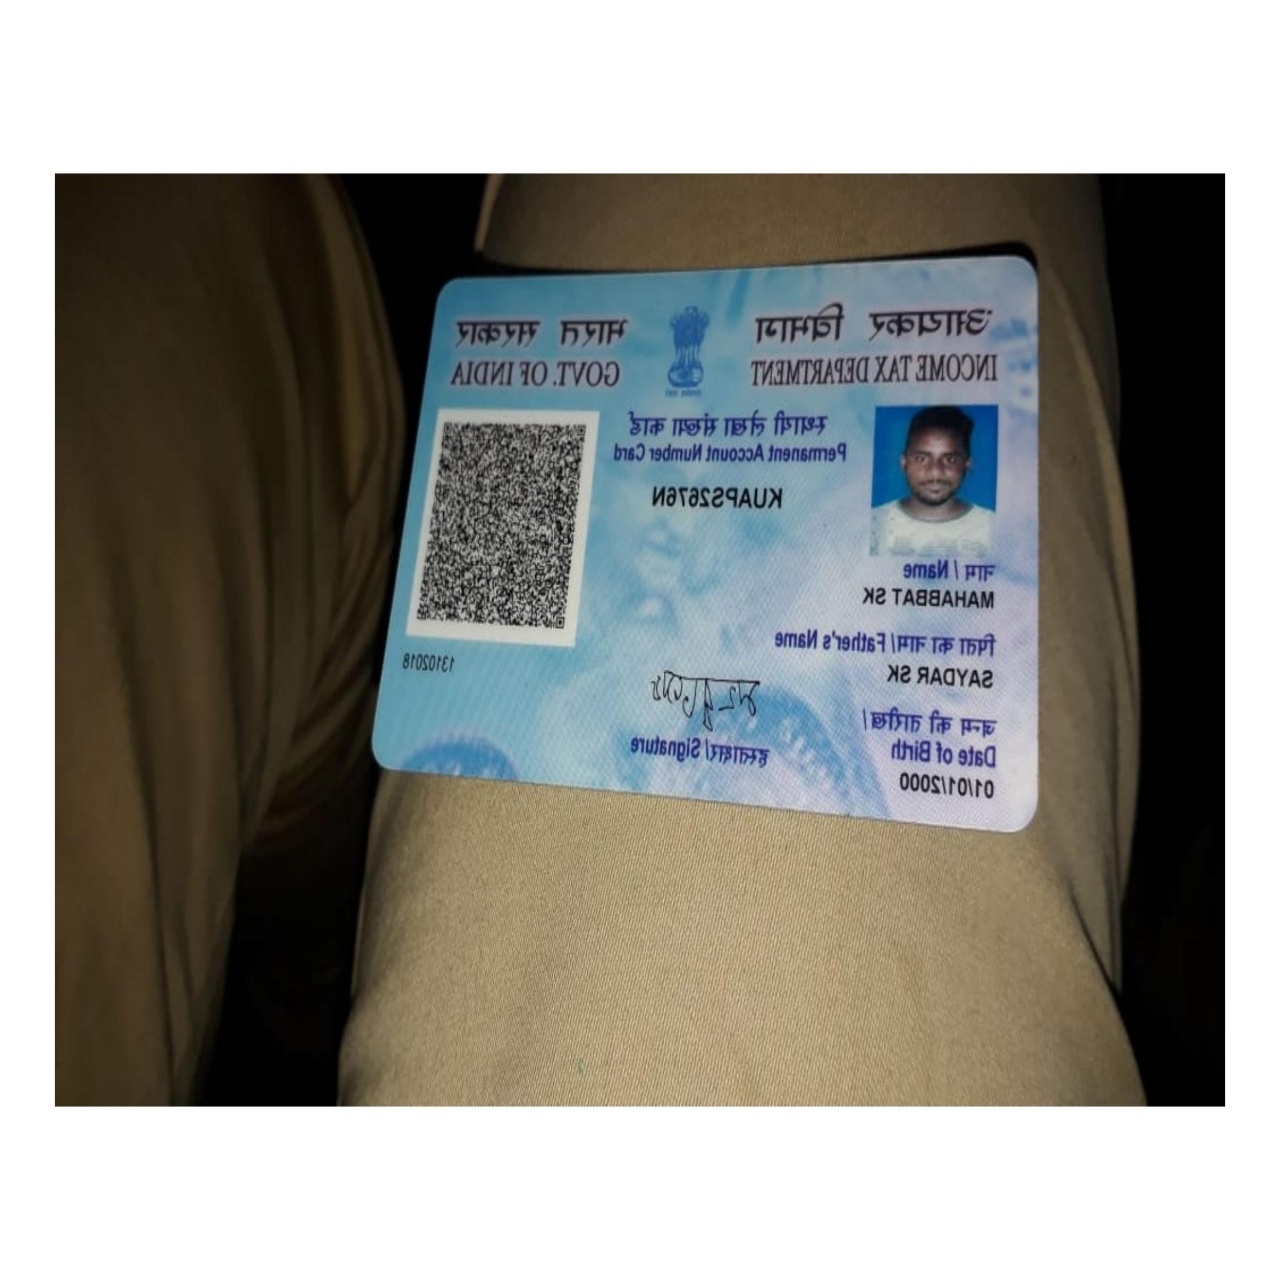 आयकर विभाग
INCOME TAX DEPARTMENT
भारत सरकार
GOVT. OF INDIA
स्थायी लेखा संख्या कार्ड
Permanent Account Number Card
KUAPS2676N
नाम / Name
MAHABBAT SK
पिता का नाम/ Father's Name
SAYDAR SK
जन्म की तारीख/
Date of Birth
01/01/2000
हस्ताक्षर/ Signature
13102018